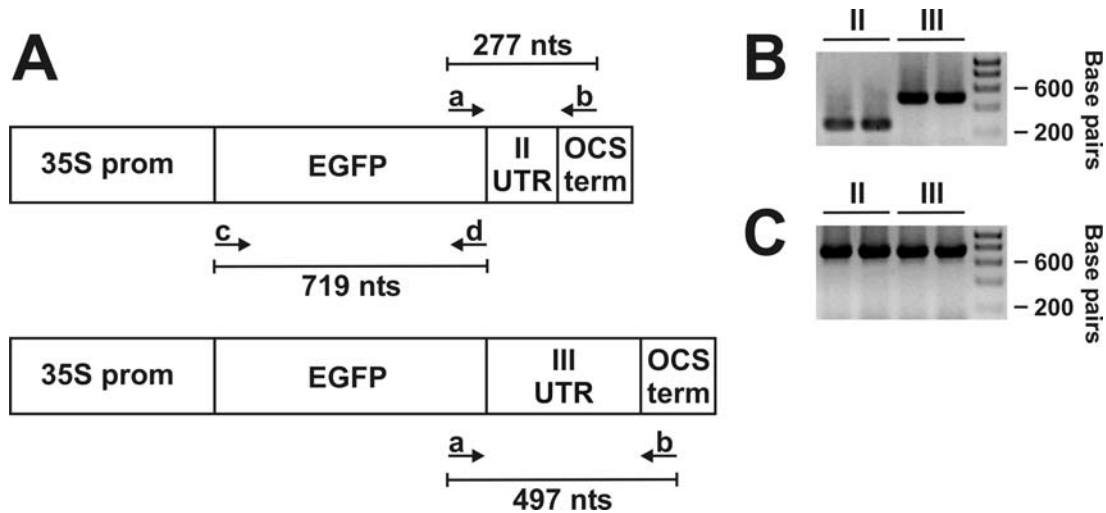 A
277 nts
a b
35S prom EGFP II UTR OCS term
c d
719 nts
35S prom EGFP III UTR OCS term
a b
497 nts
B
II III
600
200
Base pairs
C
II III
600
200
Base pairs